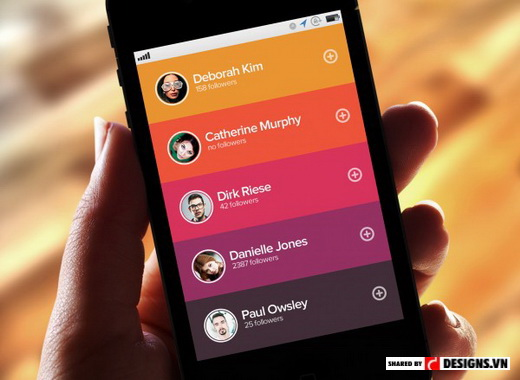 Deborah Kim
158 followers
Catherine Murphy
no followers
Dirk Riese
42 followers
Danielle Jones
2387 followers
Paul Owsley
25 followers
SHARED BY DESIGNS.VN